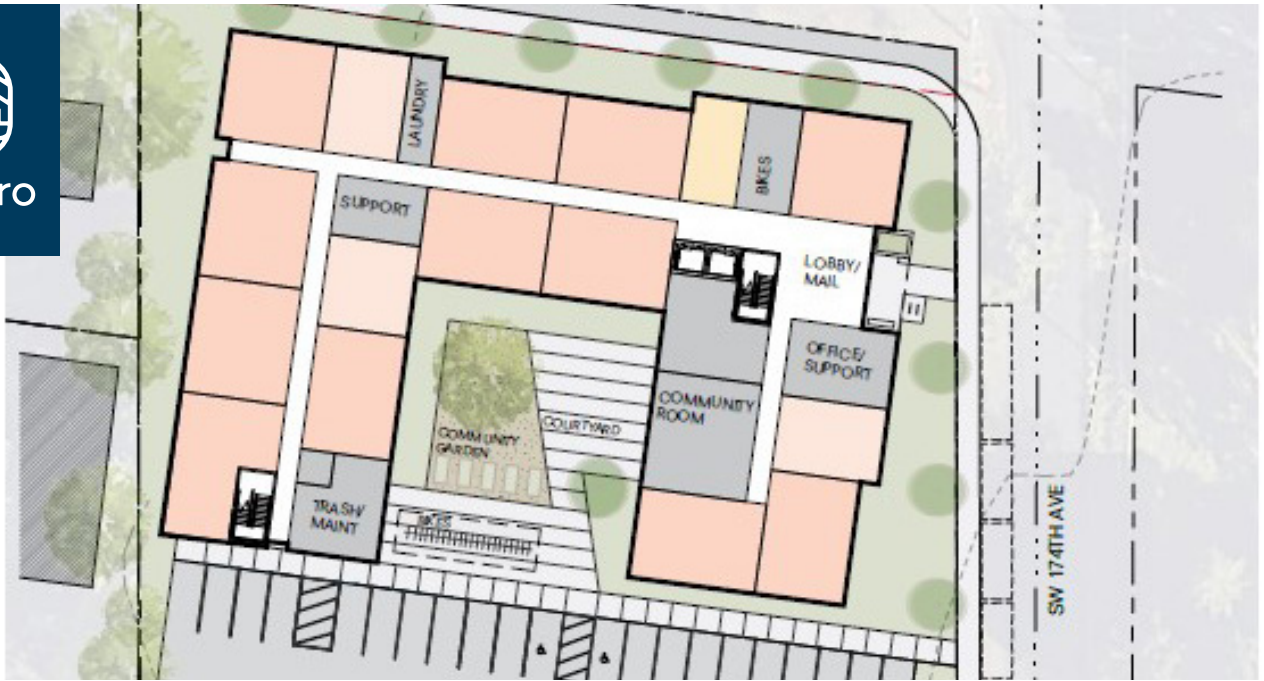 ro
LAUNDRY
BIKES
SUPPORT
LOBBY/
MAIL
OFFICE/
SUPPORT
COMMUNITY
ROOM
COURTYARD
COMMUNITY
GARDEN
TRASH/
MAINT
BIKES
SW 174TH AVE